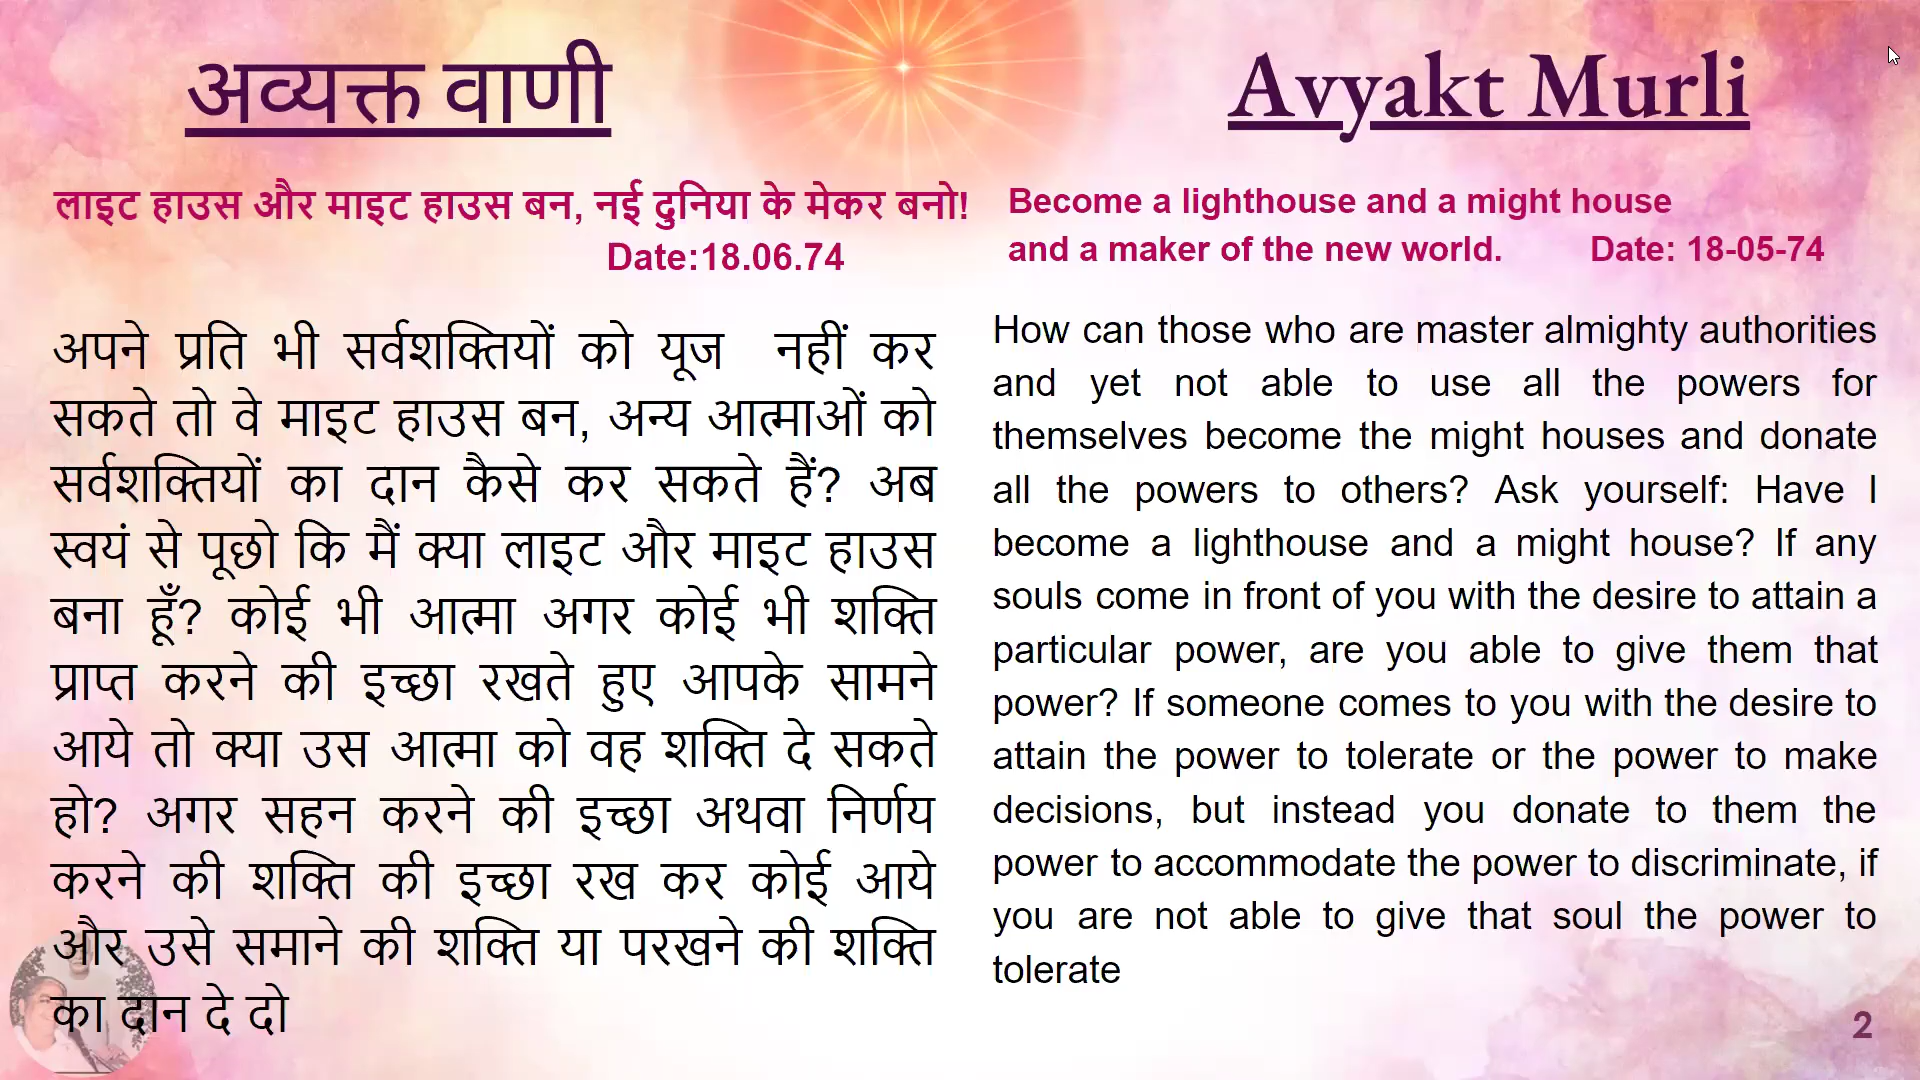 अव्यक्त वाणी
लाइट हाउस और माइट हाउस बन, नई दुनिया के मेकर बनो!
Date:18.06.74
अपने प्रति भी सर्वशक्तियों को यूज नहीं कर
सकते तो वे माइट हाउस बन, अन्य आत्माओं को
सर्वशक्तियों का दान कैसे कर सकते हैं? अब
स्वयं से पूछो कि मैं क्या लाइट और माइट हाउस
बना हूँ? कोई भी आत्मा अगर कोई भी शक्ति
प्राप्त करने की इच्छा रखते हुए आपके सामने
आये तो क्या उस आत्मा को वह शक्ति दे सकते
हो? अगर सहन करने की इच्छा अथवा निर्णय
करने की शक्ति की इच्छा रख कर कोई आये
और उसे समाने की शक्ति या परखने की शक्ति
का दान दे दो
Avyakt Murli
Become a lighthouse and a might house
and a maker of the new world. Date: 18-05-74
How can those who are master almighty authorities
and yet not able to use all the powers for
themselves become the might houses and donate
all the powers to others? Ask yourself: Have I
become a lighthouse and a might house? If any
souls come in front of you with the desire to attain a
particular power, are you able to give them that
power? If someone comes to you with the desire to
attain the power to tolerate or the power to make
decisions, but instead you donate to them the
power to accommodate the power to discriminate, if
you are not able to give that soul the power to
tolerate
2